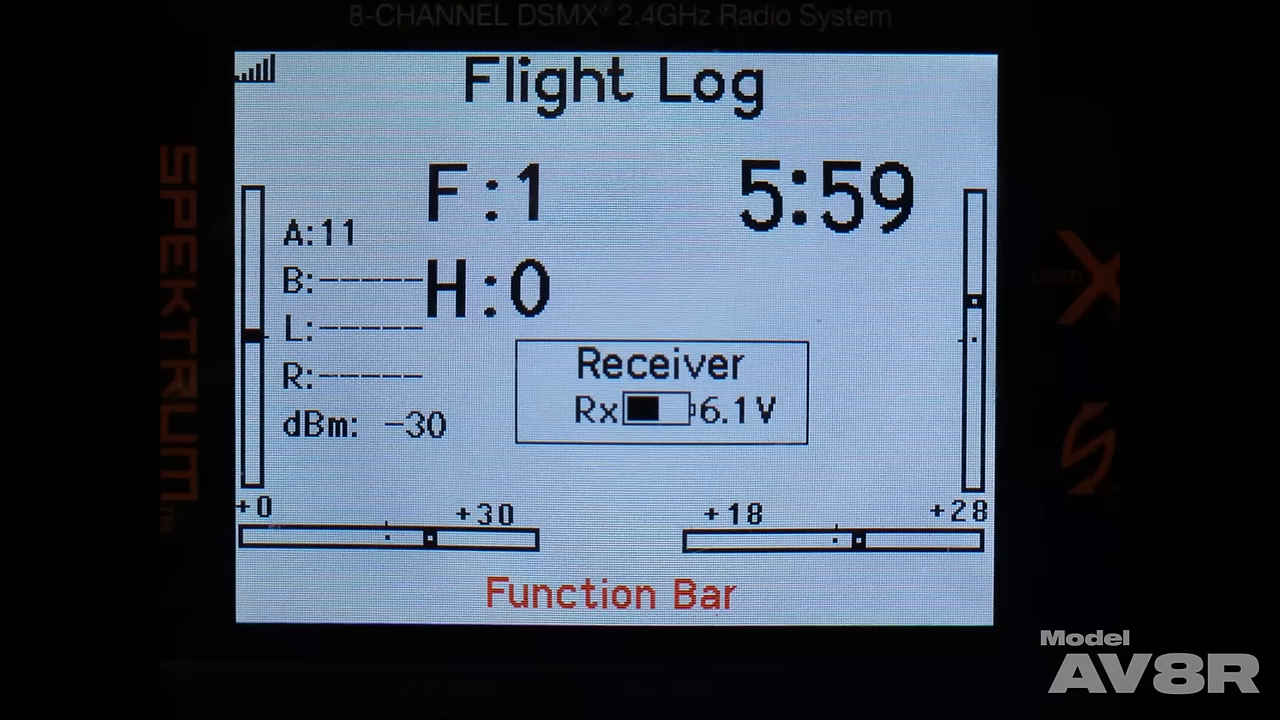 8-CHANNEL DSMX® 2.4GHz Radio System
Flight Log
F:1 5:59
A:11
B:-----
H:0
L:-----
R:-----
dBm: -30
Receiver
Rx 6.1V
+0 +30 +18 +28
Function Bar
SPEKTRUM
X
Model
AV8R